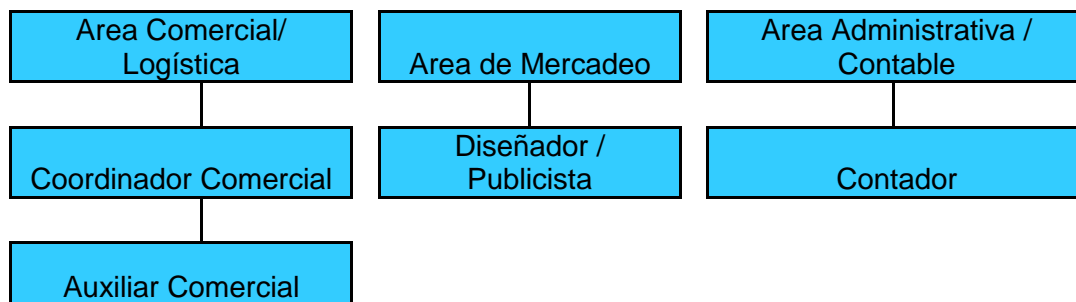 Area Comercial/
Logística
Area de Mercadeo
Area Administrativa /
Contable
Coordinador Comercial
Diseñador /
Publicista
Contador
Auxiliar Comercial